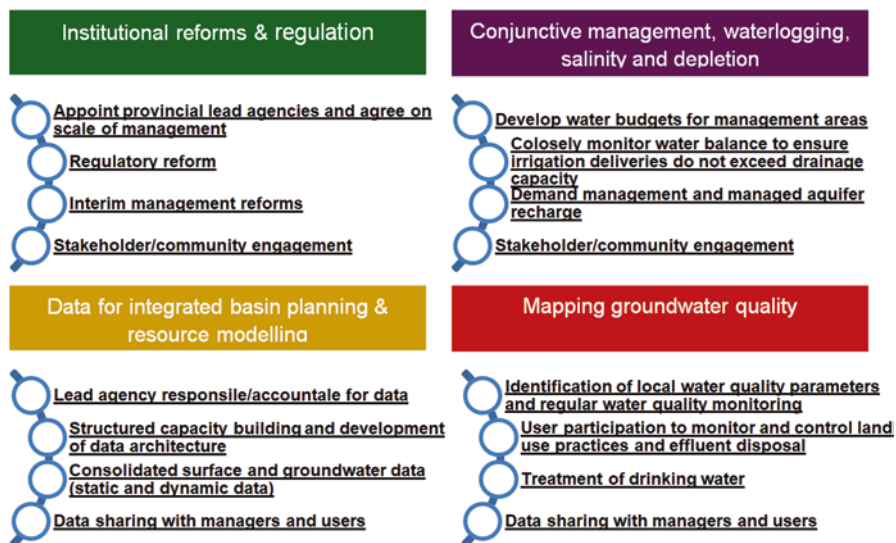 Institutional reforms & regulation
Appoint provincial lead agencies and agree on
scale of management
Regulatory reform
Interim management reforms
Stakeholder/community engagement
Conjunctive management, waterlogging,
salinity and depletion
Develop water budgets for management areas
Colosely monitor water balance to ensure
irrigation deliveries do not exceed drainage
capacity
Demand management and managed aquifer
recharge
Stakeholder/community engagement
Data for integrated basin planning &
resource modelling
Lead agency responsile/accountale for data
Structured capacity building and development
of data architecture
Consolidated surface and groundwater data
(static and dynamic data)
Data sharing with managers and users
Mapping groundwater quality
Identification of local water quality parameters
and regular water quality monitoring
User participation to monitor and control land
use practices and effluent disposal
Treatment of drinking water
Data sharing with managers and users